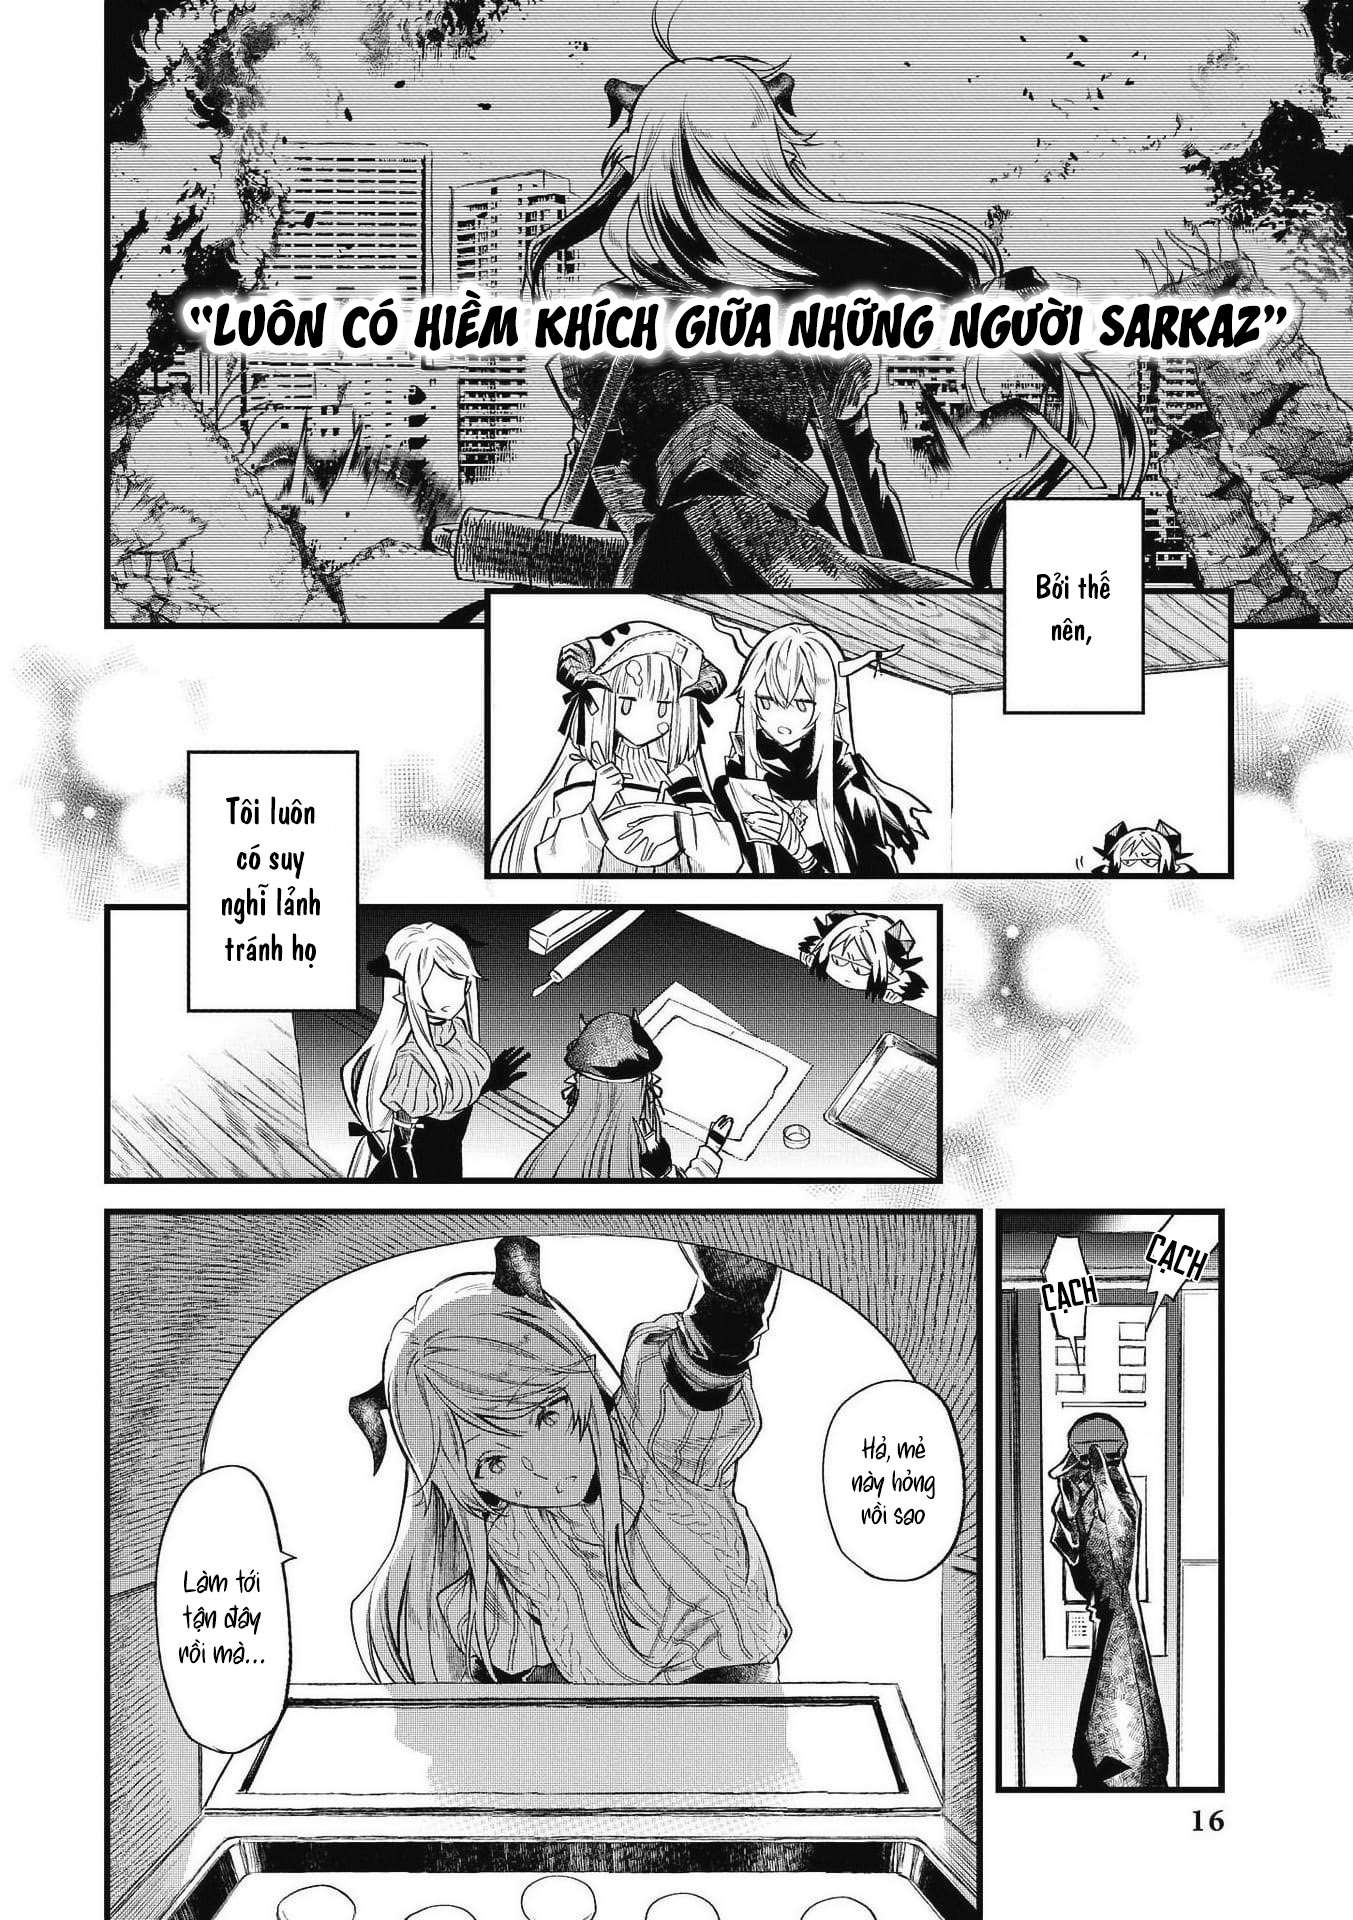 "LUÔN CÓ HIỀM KHÍCH GIỮA NHỮNG NGƯỜI SARKAZ"
Bởi thế
nên,
Tôi luôn
có suy
nghĩ lảnh
tránh họ
CẠCH
CẠCH
Hả, mẻ
này hỏng
rồi sao
Làm tới
tận đây
rồi mà...
16